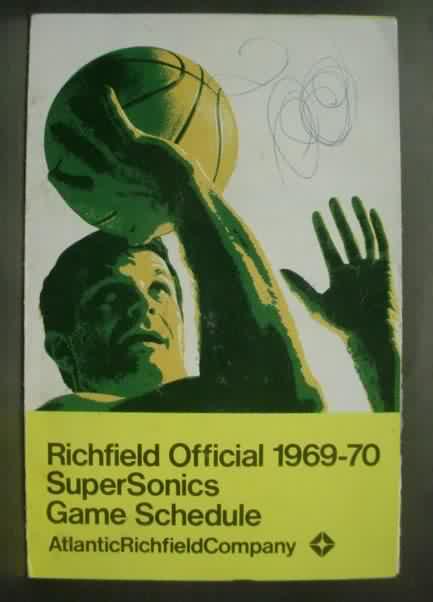 Richfield Official 1969-70
SuperSonics
Game Schedule
AtlanticRichfieldCompany